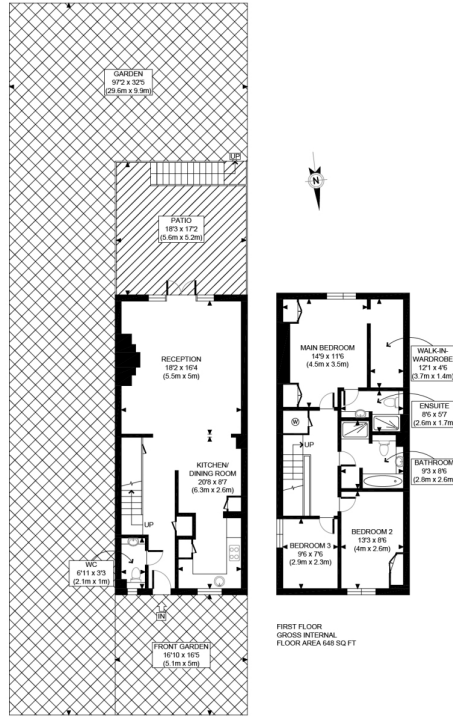 GARDEN
97'2 x 32'5
(29.6m x 9.9m)
UP
PATIO
18'3 x 17'2
(5.6m x 5.2m)
N
RECEPTION
18'2 x 16'4
(5.5m x 5m)
KITCHEN/
DINING ROOM
20'8 x 8'7
(6.3m x 2.6m)
UP
WC
6'11 x 3'3
(2.1m x 1m)
IN
FRONT GARDEN
16'10 x 16'5
(5.1m x 5m)
MAIN BEDROOM
14'9 x 11'6
(4.5m x 3.5m)
WALK-IN-
WARDROBE
12'1 x 4'6
(3.7m x 1.4m)
ENSUITE
8'6 x 5'7
(2.6m x 1.7m)
W
UP
BATHROOM
9'3 x 8'6
(2.8m x 2.6m)
BEDROOM 3
9'6 x 7'6
(2.9m x 2.3m)
BEDROOM 2
13'3 x 8'6
(4m x 2.6m)
FIRST FLOOR
GROSS INTERNAL
FLOOR AREA 648 SQ FT